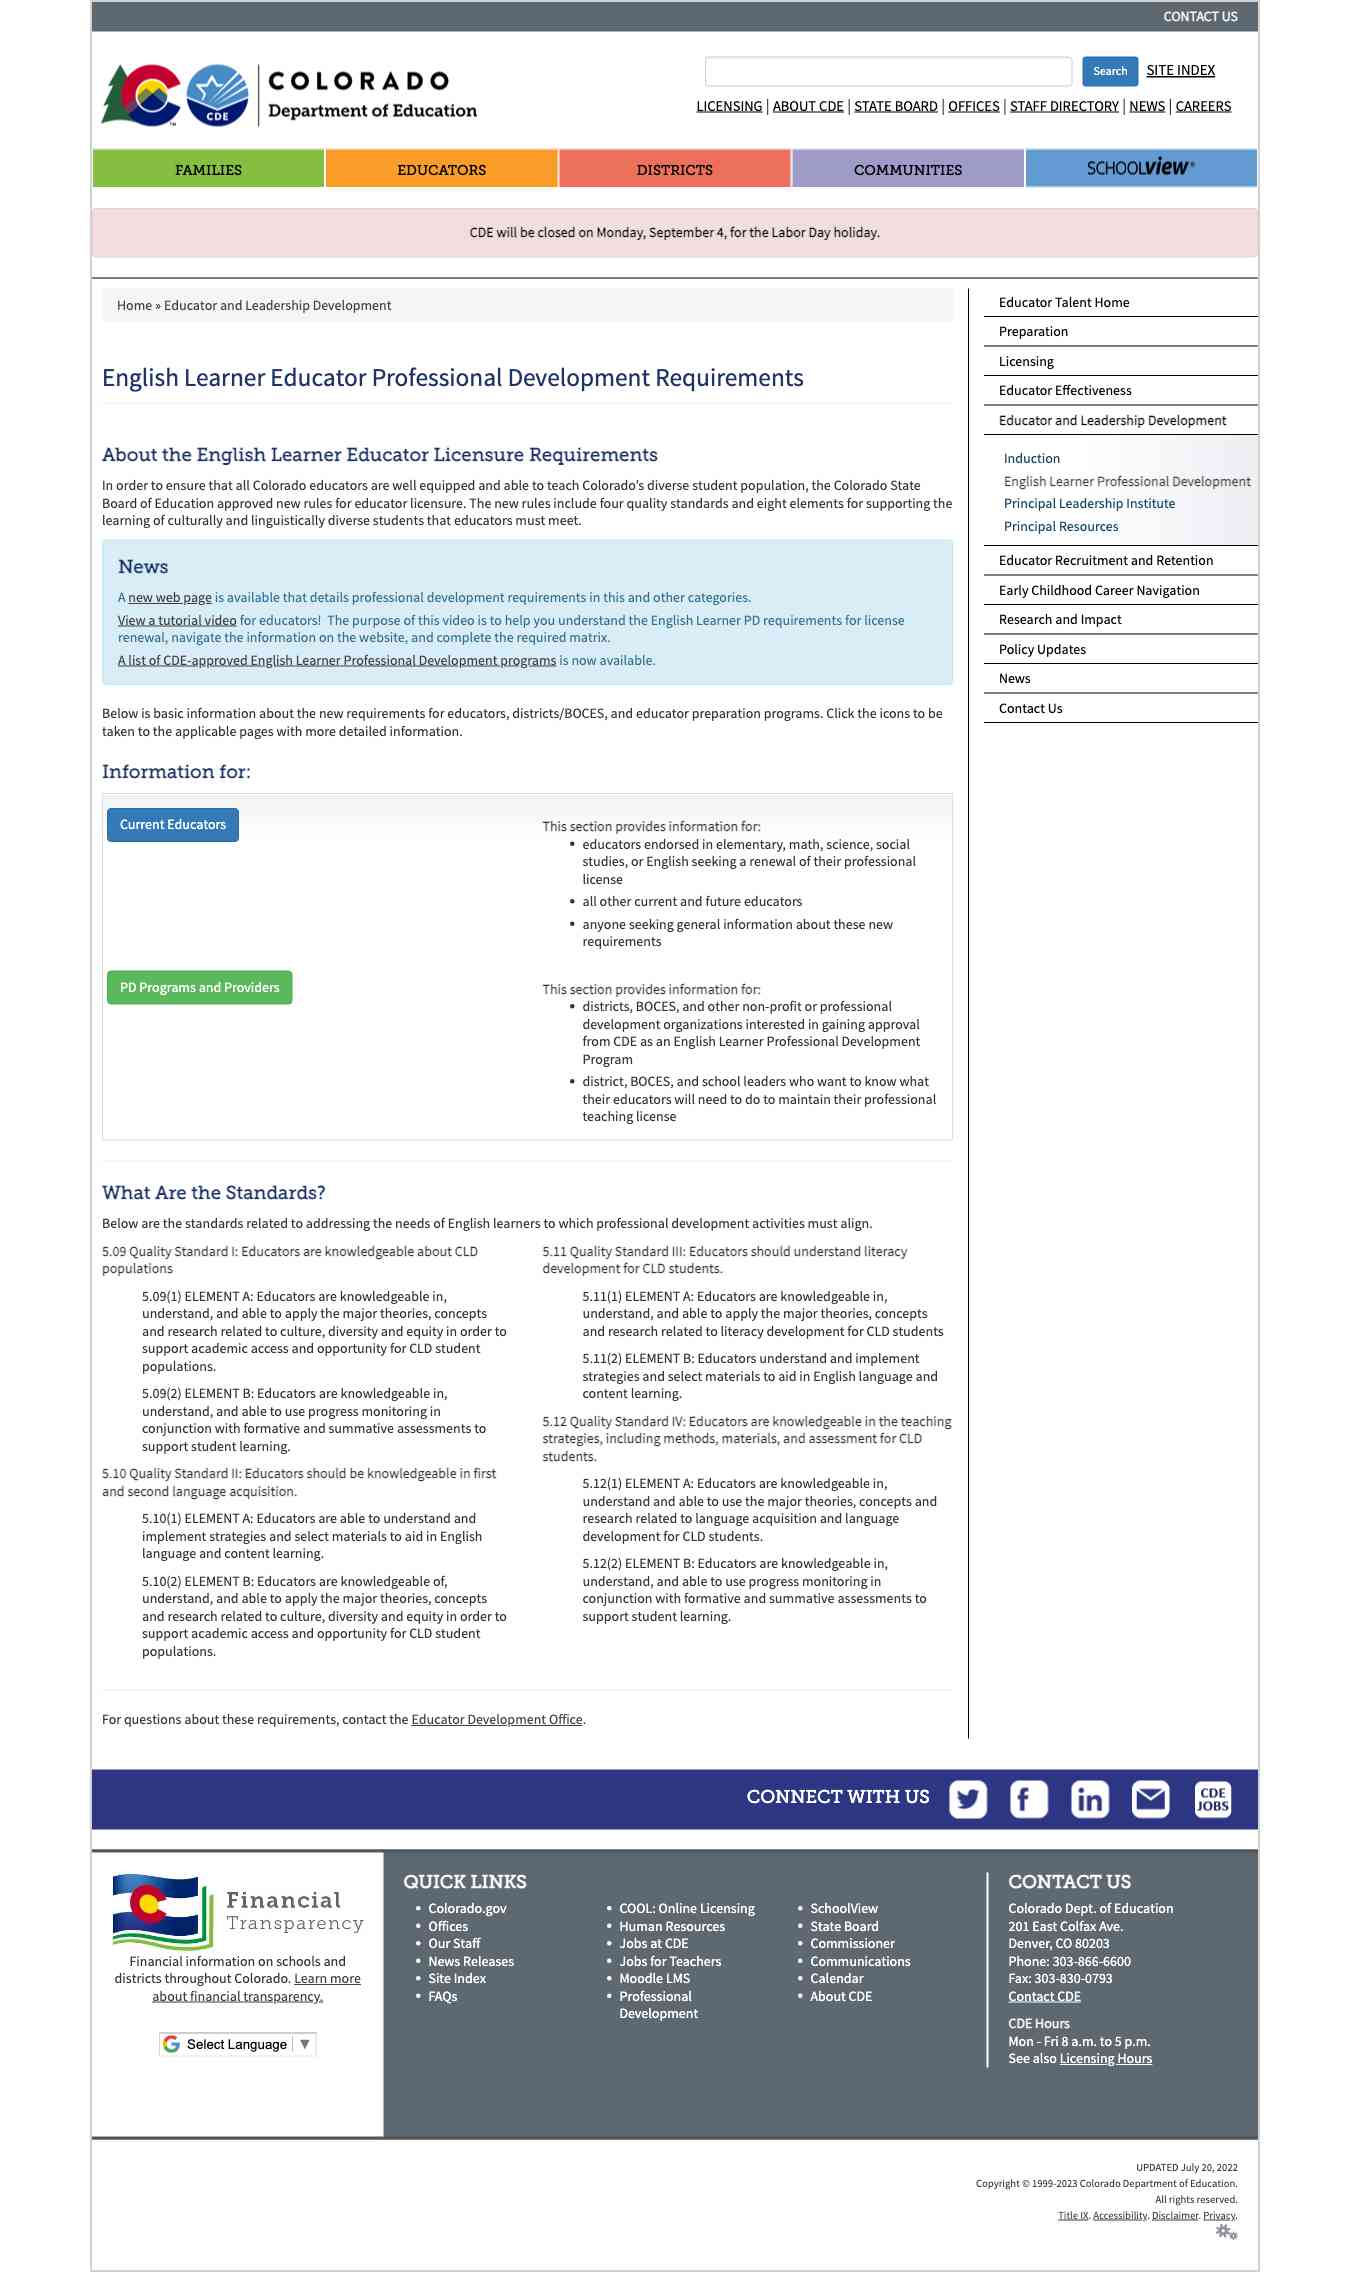 CONTACT US
COLORADO
Department of Education
CDE
TM
Search
SITE INDEX
LICENSING | ABOUT CDE | STATE BOARD | OFFICES | STAFF DIRECTORY | NEWS | CAREERS
FAMILIES
EDUCATORS
DISTRICTS
COMMUNITIES
SCHOOLVIEW®
CDE will be closed on Monday, September 4, for the Labor Day holiday.
Home » Educator and Leadership Development
English Learner Educator Professional Development Requirements
About the English Learner Educator Licensure Requirements
In order to ensure that all Colorado educators are well equipped and able to teach Colorado's diverse student population, the Colorado State
Board of Education approved new rules for educator licensure. The new rules include four quality standards and eight elements for supporting the
learning of culturally and linguistically diverse students that educators must meet.
News
A new web page is available that details professional development requirements in this and other categories.
View a tutorial video for educators!  The purpose of this video is to help you understand the English Learner PD requirements for license
renewal, navigate the information on the website, and complete the required matrix.
A list of CDE-approved English Learner Professional Development programs is now available.
Below is basic information about the new requirements for educators, districts/BOCES, and educator preparation programs. Click the icons to be
taken to the applicable pages with more detailed information.
Information for:
Current Educators
This section provides information for:
• educators endorsed in elementary, math, science, social
studies, or English seeking a renewal of their professional
license
• all other current and future educators
• anyone seeking general information about these new
requirements
PD Programs and Providers
This section provides information for:
• districts, BOCES, and other non-profit or professional
development organizations interested in gaining approval
from CDE as an English Learner Professional Development
Program
• district, BOCES, and school leaders who want to know what
their educators will need to do to maintain their professional
teaching license
What Are the Standards?
Below are the standards related to addressing the needs of English learners to which professional development activities must align.
5.09 Quality Standard I: Educators are knowledgeable about CLD
populations
5.09(1) ELEMENT A: Educators are knowledgeable in,
understand, and able to apply the major theories, concepts
and research related to culture, diversity and equity in order to
support academic access and opportunity for CLD student
populations.
5.09(2) ELEMENT B: Educators are knowledgeable in,
understand, and able to use progress monitoring in
conjunction with formative and summative assessments to
support student learning.
5.10 Quality Standard II: Educators should be knowledgeable in first
and second language acquisition.
5.10(1) ELEMENT A: Educators are able to understand and
implement strategies and select materials to aid in English
language and content learning.
5.10(2) ELEMENT B: Educators are knowledgeable of,
understand, and able to apply the major theories, concepts
and research related to culture, diversity and equity in order to
support academic access and opportunity for CLD student
populations.
5.11 Quality Standard III: Educators should understand literacy
development for CLD students.
5.11(1) ELEMENT A: Educators are knowledgeable in,
understand, and able to apply the major theories, concepts
and research related to literacy development for CLD students
5.11(2) ELEMENT B: Educators understand and implement
strategies and select materials to aid in English language and
content learning.
5.12 Quality Standard IV: Educators are knowledgeable in the teaching
strategies, including methods, materials, and assessment for CLD
students.
5.12(1) ELEMENT A: Educators are knowledgeable in,
understand and able to use the major theories, concepts and
research related to language acquisition and language
development for CLD students.
5.12(2) ELEMENT B: Educators are knowledgeable in,
understand, and able to use progress monitoring in
conjunction with formative and summative assessments to
support student learning.
For questions about these requirements, contact the Educator Development Office.
Educator Talent Home
Preparation
Licensing
Educator Effectiveness
Educator and Leadership Development
Induction
English Learner Professional Development
Principal Leadership Institute
Principal Resources
Educator Recruitment and Retention
Early Childhood Career Navigation
Research and Impact
Policy Updates
News
Contact Us
CONNECT WITH US
CDE
JOBS
Financial
Transparency
Financial information on schools and
districts throughout Colorado. Learn more
about financial transparency.
Select Language ▼
QUICK LINKS
• Colorado.gov
• Offices
• Our Staff
• News Releases
• Site Index
• FAQs
• COOL: Online Licensing
• Human Resources
• Jobs at CDE
• Jobs for Teachers
• Moodle LMS
• Professional
Development
• SchoolView
• State Board
• Commissioner
• Communications
• Calendar
• About CDE
CONTACT US
Colorado Dept. of Education
201 East Colfax Ave.
Denver, CO 80203
Phone: 303-866-6600
Fax: 303-830-0793
Contact CDE
CDE Hours
Mon - Fri 8 a.m. to 5 p.m.
See also Licensing Hours
UPDATED July 20, 2022
Copyright © 1999-2023 Colorado Department of Education.
All rights reserved.
Title IX. Accessibility. Disclaimer. Privacy.